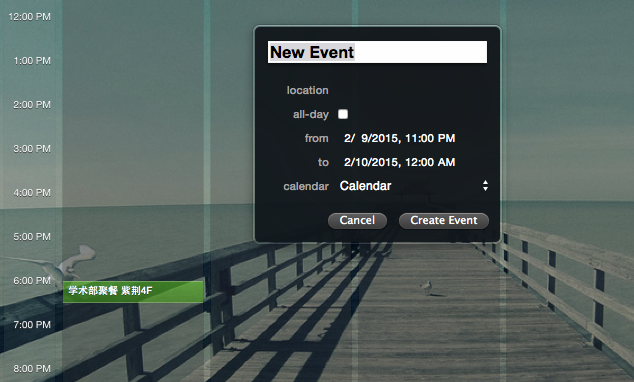 12:00 PM
1:00 PM
2:00 PM
3:00 PM
4:00 PM
5:00 PM
6:00 PM
7:00 PM
8:00 PM
学术部聚餐 紫荆4F
New Event
location
all-day
from 2/ 9/2015, 11:00 PM
to 2/10/2015, 12:00 AM
calendar Calendar
Cancel Create Event